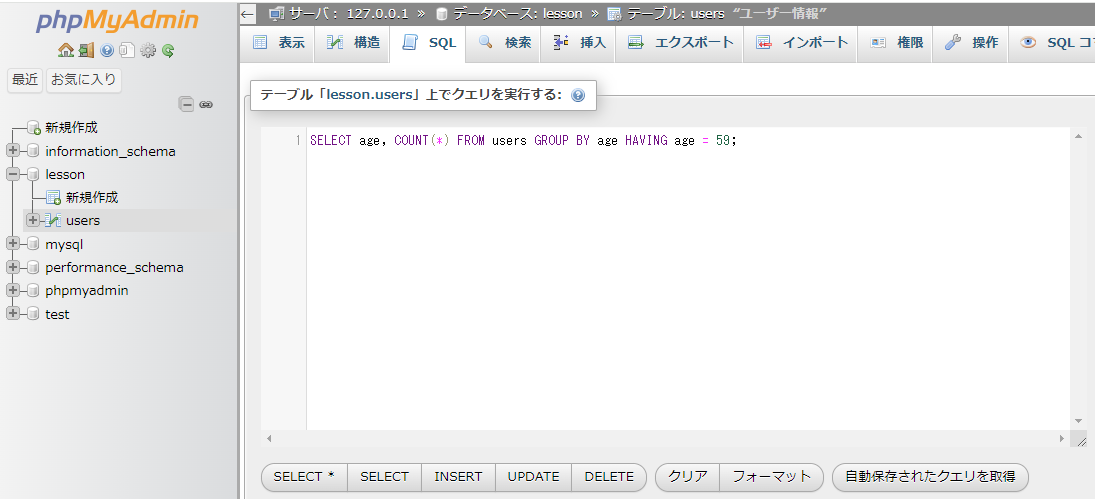 phpMyAdmin
最近 お気に入り
新規作成
information_schema
lesson
新規作成
users
mysql
performance_schema
phpmyadmin
test
サーバ: 127.0.0.1 » データベース: lesson » テーブル: users “ユーザー情報”
表示 構造 SQL 検索 挿入 エクスポート インポート 権限 操作 SQL コ
テーブル「lesson.users」上でクエリを実行する:
1 SELECT age, COUNT(*) FROM users GROUP BY age HAVING age = 59;
SELECT * SELECT INSERT UPDATE DELETE クリア フォーマット 自動保存されたクエリを取得